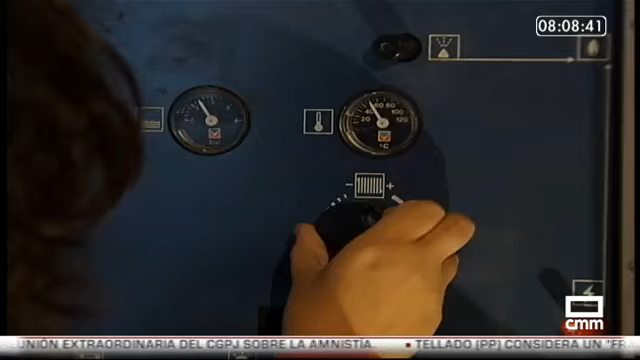 08:08:41
20 40 60 80 100 120
°C
cmm
UNIÓN EXTRAORDINARIA DEL CGPJ SOBRE LA AMNISTÍA. • TELLADO (PP) CONSIDERA UN "FR